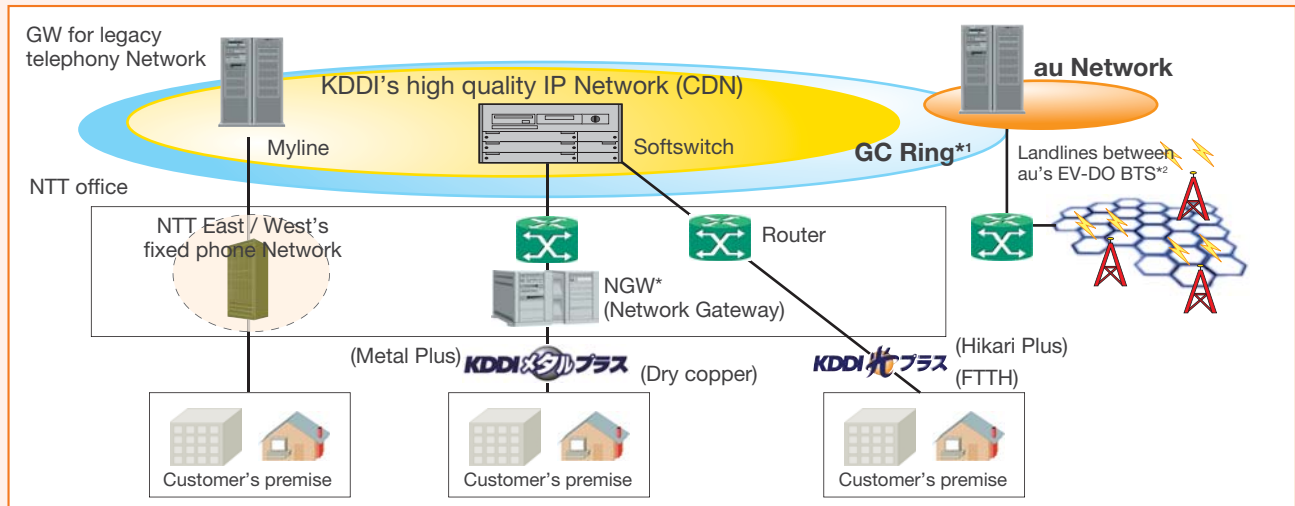 GW for legacy
telephony Network
au Network
KDDI's high quality IP Network (CDN)
Myline
Softswitch
GC Ring*1
Landlines between
au's EV-DO BTS*2
NTT office
NTT East / West's
fixed phone Network
Router
NGW*
(Network Gateway)
(Metal Plus)
KDDIメタルプラス
(Dry copper)
KDDI光プラス
(Hikari Plus)
(FTTH)
Customer's premise
Customer's premise
Customer's premise